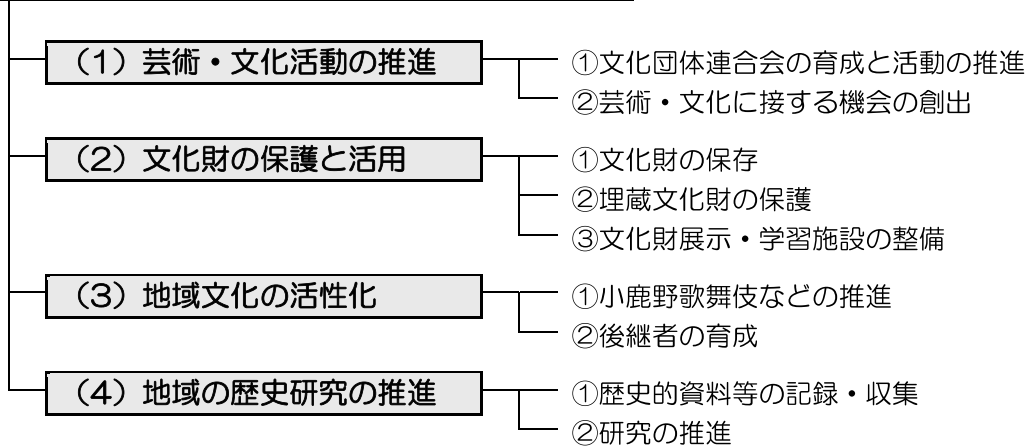 （1）芸術・文化活動の推進
①文化団体連合会の育成と活動の推進
②芸術・文化に接する機会の創出
（2）文化財の保護と活用
①文化財の保存
②埋蔵文化財の保護
③文化財展示・学習施設の整備
（3）地域文化の活性化
①小鹿野歌舞伎などの推進
②後継者の育成
（4）地域の歴史研究の推進
①歴史的資料等の記録・収集
②研究の推進